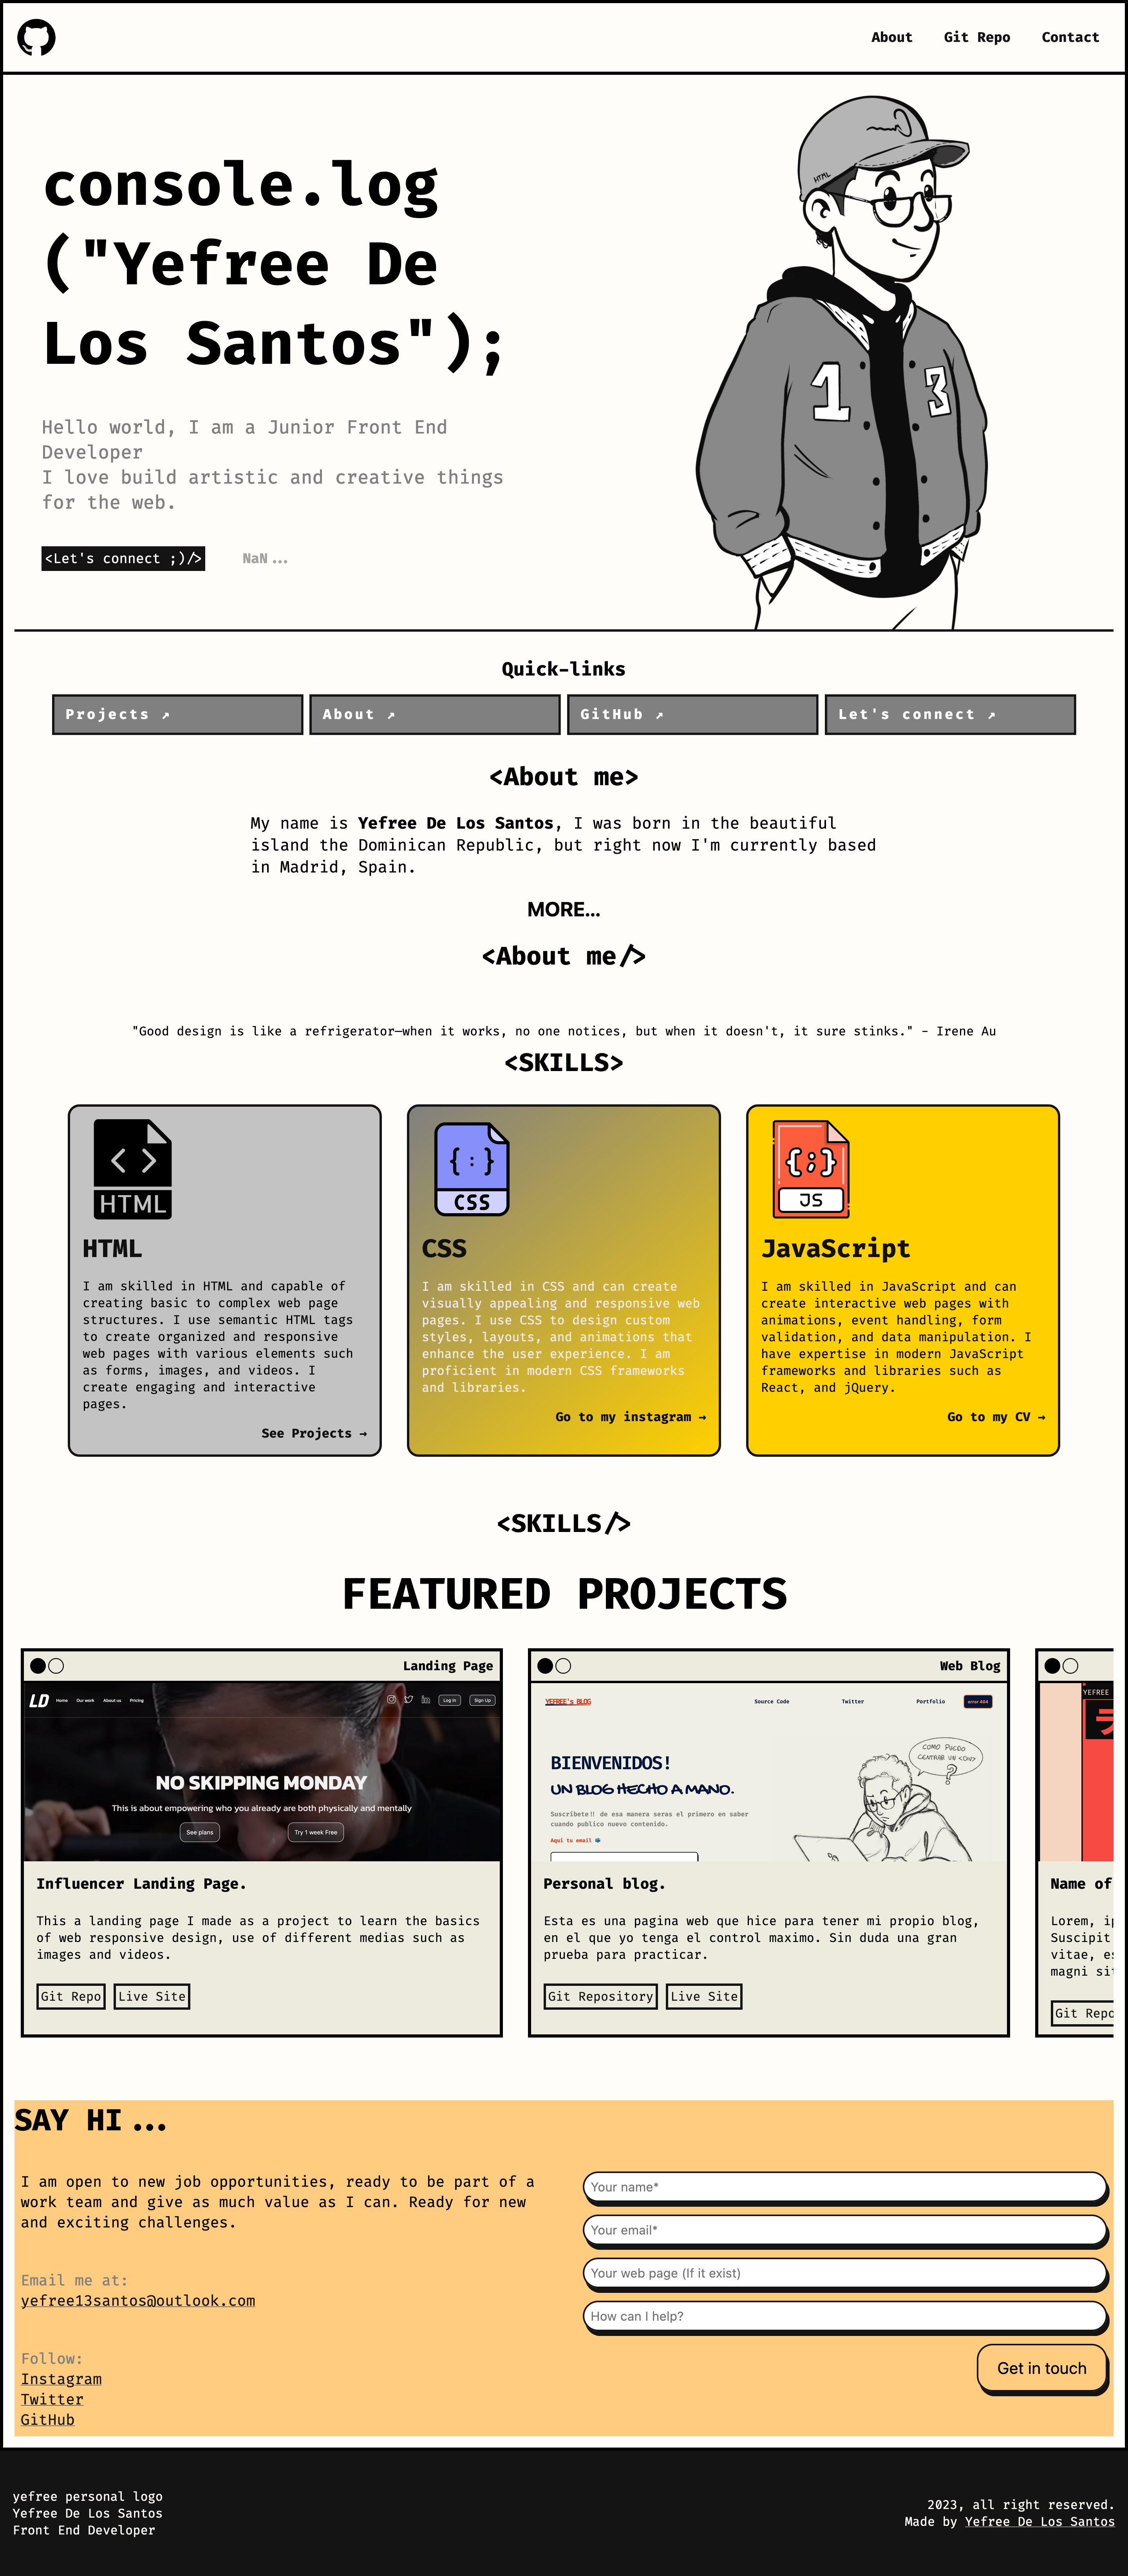 About Git Repo Contact
HTML
console.log
("Yefree De
Los Santos");
1 3
Hello world, I am a Junior Front End
Developer
I love build artistic and creative things
for the web.
<Let's connect ;)/> NaN...
Quick-links
Projects ↗ About ↗ GitHub ↗ Let's connect ↗
<About me>
My name is Yefree De Los Santos, I was born in the beautiful
island the Dominican Republic, but right now I'm currently based
in Madrid, Spain.
MORE...
<About me/>
"Good design is like a refrigerator—when it works, no one notices, but when it doesn't, it sure stinks." - Irene Au
<SKILLS>
HTML
HTML
I am skilled in HTML and capable of
creating basic to complex web page
structures. I use semantic HTML tags
to create organized and responsive
web pages with various elements such
as forms, images, and videos. I
create engaging and interactive
pages.
See Projects →
{:}
CSS
CSS
I am skilled in CSS and can create
visually appealing and responsive web
pages. I use CSS to design custom
styles, layouts, and animations that
enhance the user experience. I am
proficient in modern CSS frameworks
and libraries.
Go to my instagram →
{;}
JS
JavaScript
I am skilled in JavaScript and can
create interactive web pages with
animations, event handling, form
validation, and data manipulation. I
have expertise in modern JavaScript
frameworks and libraries such as
React, and jQuery.
Go to my CV →
<SKILLS/>
FEATURED PROJECTS
Landing Page
LD Home Our work About us Pricing Log In Sign Up
NO SKIPPING MONDAY
This is about empowering who you already are both physically and mentally
See plans Try 1 week Free
Influencer Landing Page.
This a landing page I made as a project to learn the basics
of web responsive design, use of different medias such as
images and videos.
Git Repo Live Site
Web Blog
YEFREE's BLOG Source Code Twitter Portfolio error 404
BIENVENIDOS!
UN BLOG HECHO A MANO.
Suscribete!! de esa manera seras el primero en saber
cuando publico nuevo contenido.
Aqui tu email
COMO PUEDO
CENTRAR UN <DIV>
?
Personal blog.
Esta es una pagina web que hice para tener mi propio blog,
en el que yo tenga el control maximo. Sin duda una gran
prueba para practicar.
Git Repository Live Site
YEFREE
Name of
Lorem, ip
Suscipit
vitae, es
magni sit
Git Repo
SAY HI...
I am open to new job opportunities, ready to be part of a
work team and give as much value as I can. Ready for new
and exciting challenges.
Email me at:
yefree13santos@outlook.com
Follow:
Instagram
Twitter
GitHub
Your name*
Your email*
Your web page (If it exist)
How can I help?
Get in touch
yefree personal logo
Yefree De Los Santos
Front End Developer
2023, all right reserved.
Made by Yefree De Los Santos